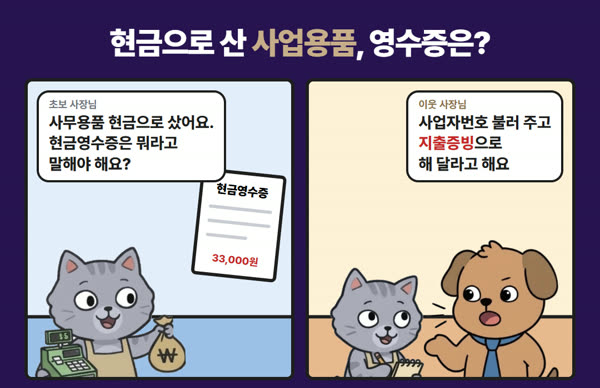 현금으로 산 사업용품, 영수증은?
초보 사장님
사무용품 현금으로 샀어요.
현금영수증은 뭐라고
말해야 해요?
현금영수증
33,000원
₩
이웃 사장님
사업자번호 불러 주고
지출증빙으로
해 달라고 해요